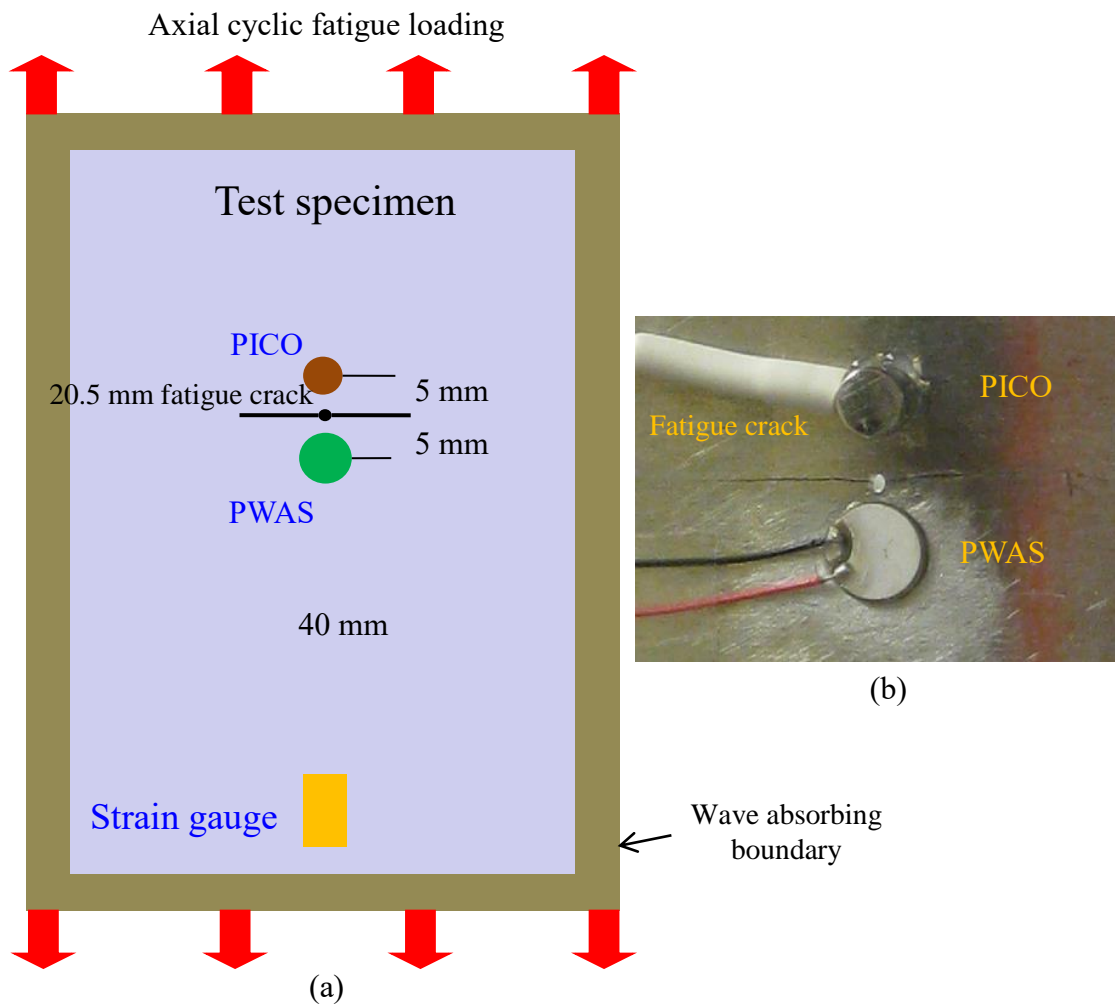 Axial cyclic fatigue loading
Test specimen
PICO
20.5 mm fatigue crack
5 mm
5 mm
PWAS
40 mm
Strain gauge
Wave absorbing
boundary
(a)
PICO
Fatigue crack
PWAS
(b)